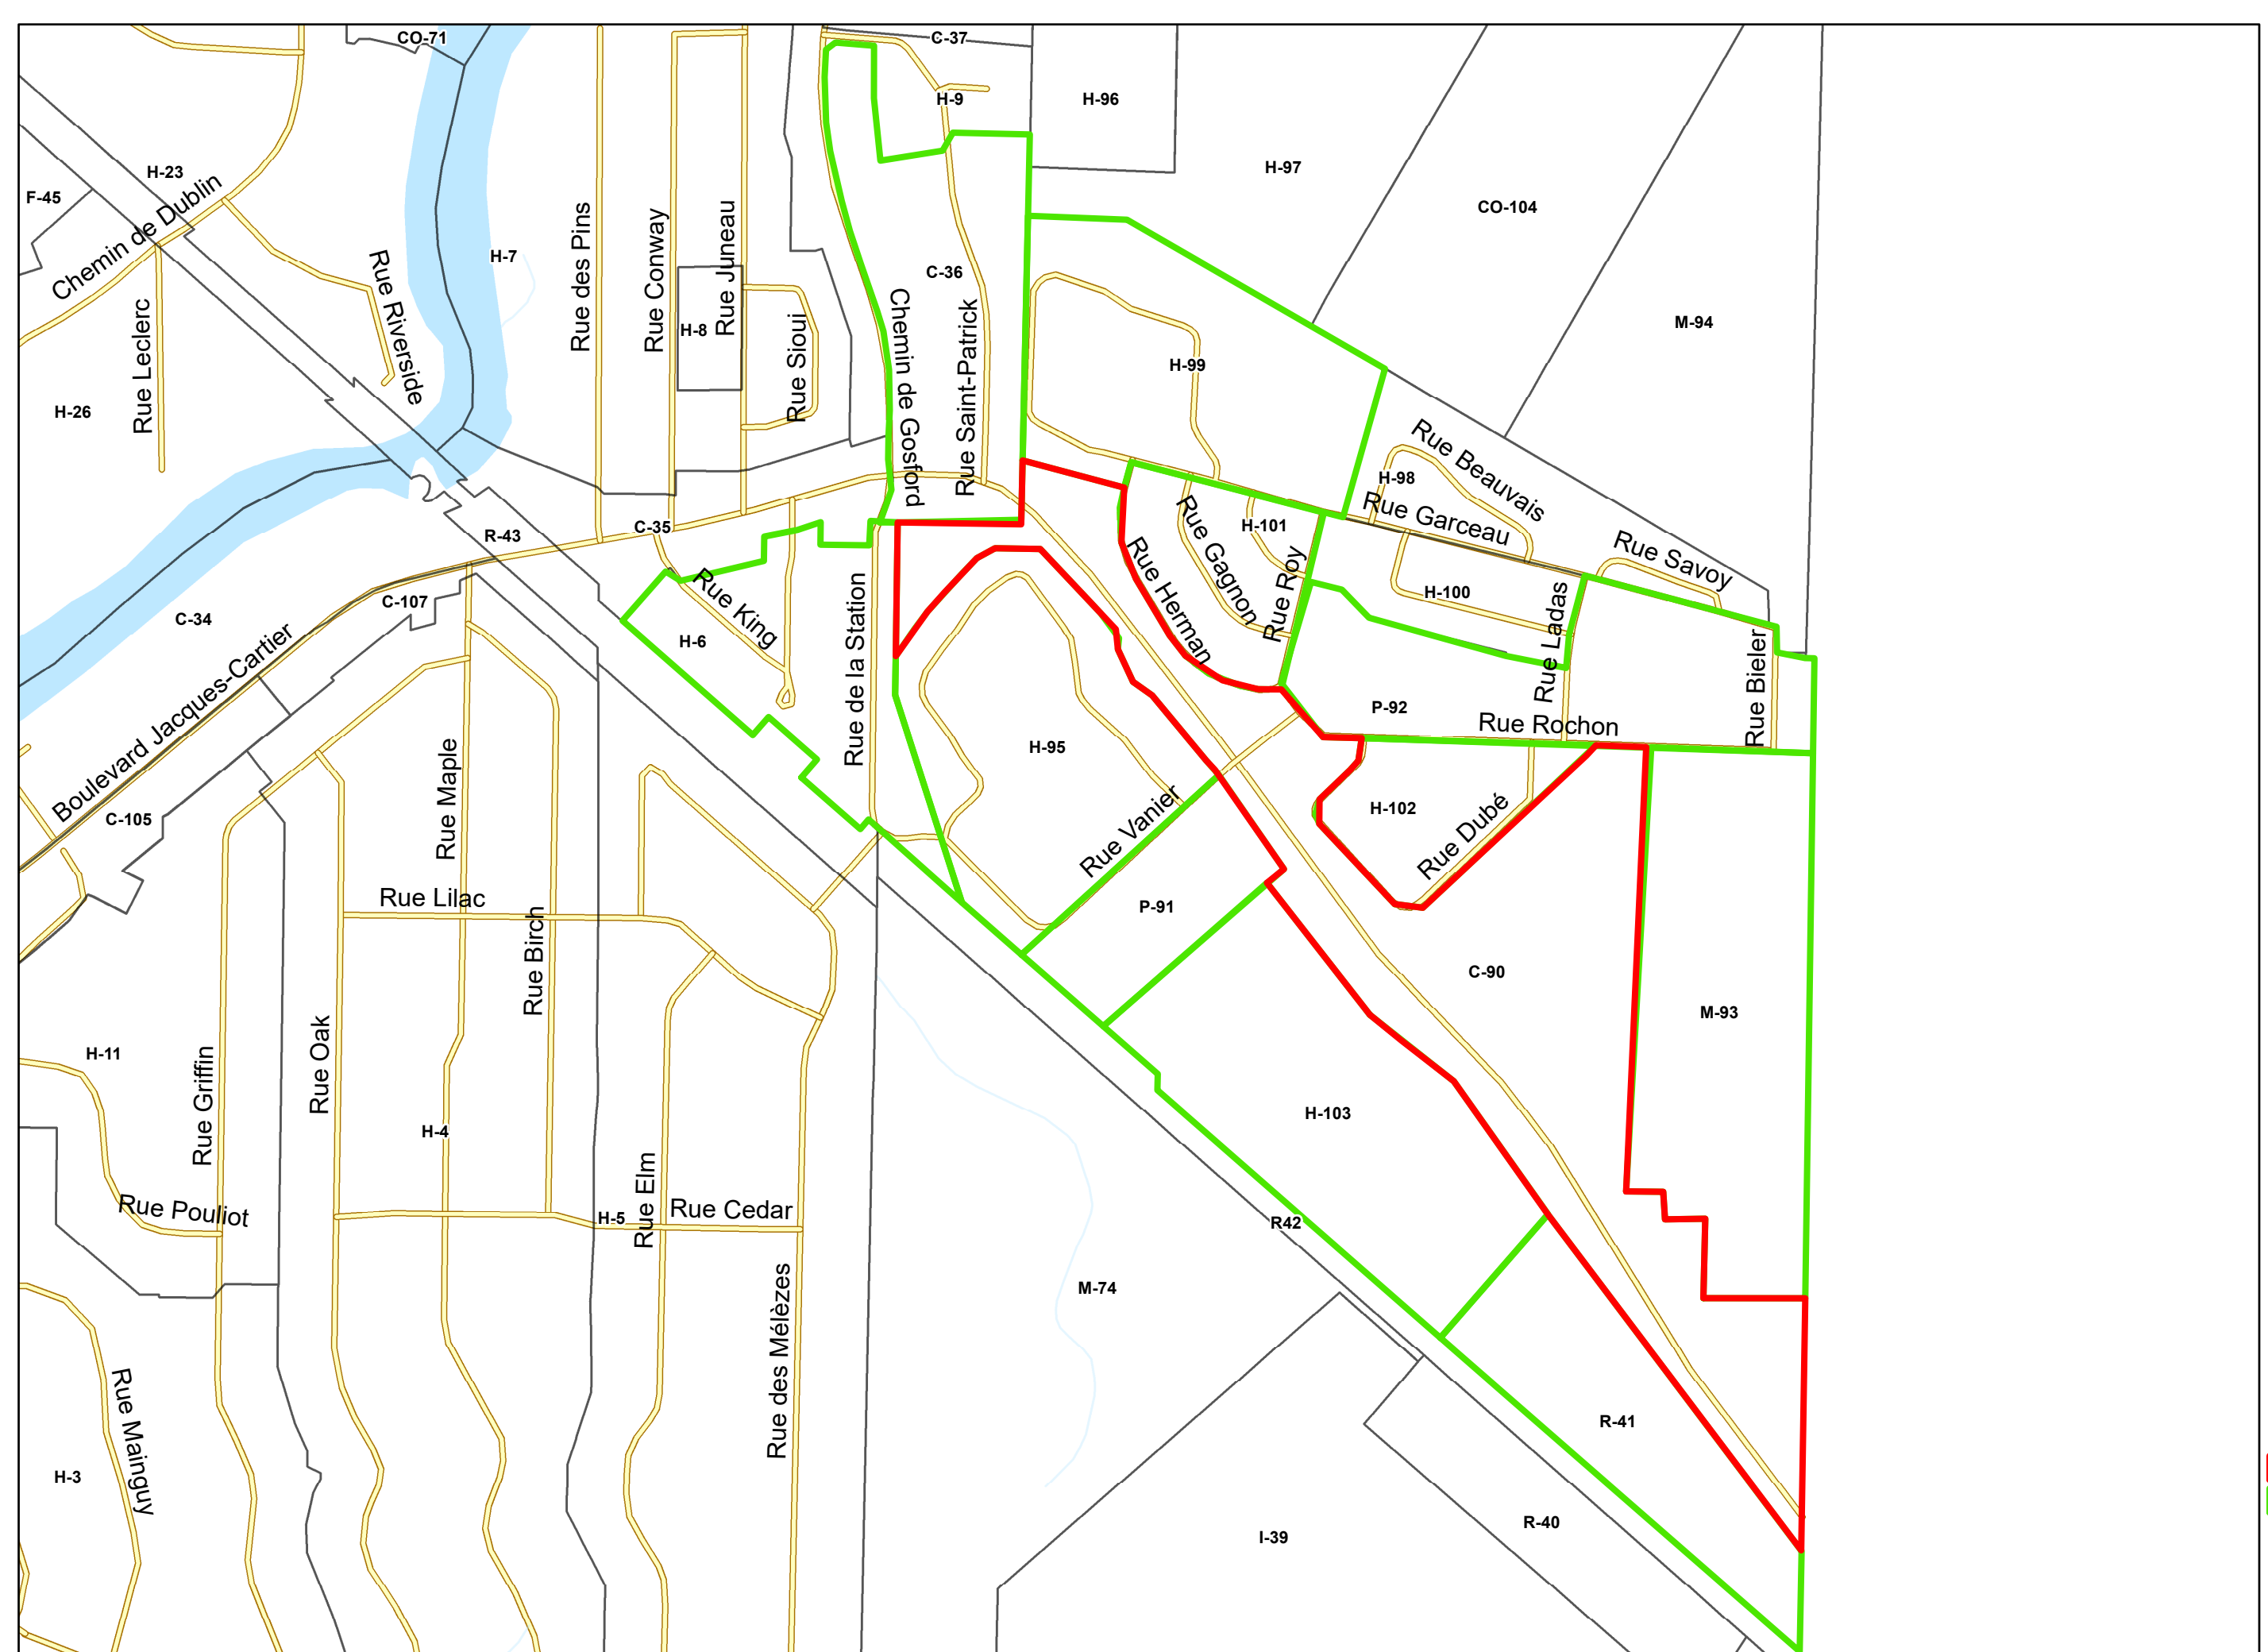 CO-71
C-37
H-9
H-96
H-97
H-23
F-45
CO-104
Chemin de Dublin
H-7
C-36
Rue Riverside
Rue des Pins
Rue Conway
Rue Juneau
H-8
Rue Sioui
Chemin de Gosford
Rue Saint-Patrick
M-94
H-99
Rue Leclerc
H-26
Rue Beauvais
H-98
Rue Garceau
C-35
R-43
H-101
Rue Gagnon
Rue Roy
Rue Herman
Rue Savoy
H-100
Rue Ladas
C-107
C-34
Rue King
H-6
Rue de la Station
Boulevard Jacques-Cartier
P-92
Rue Rochon
Rue Bieler
H-95
Rue Maple
C-105
Rue Vanier
H-102
Rue Dubé
Rue Lilac
P-91
Rue Birch
C-90
M-93
H-11
Rue Griffin
Rue Oak
H-4
H-103
Rue Elm
Rue Pouliot
H-5
Rue Cedar
R42
M-74
Rue des Mélèzes
R-41
Rue Mainguy
H-3
I-39
R-40